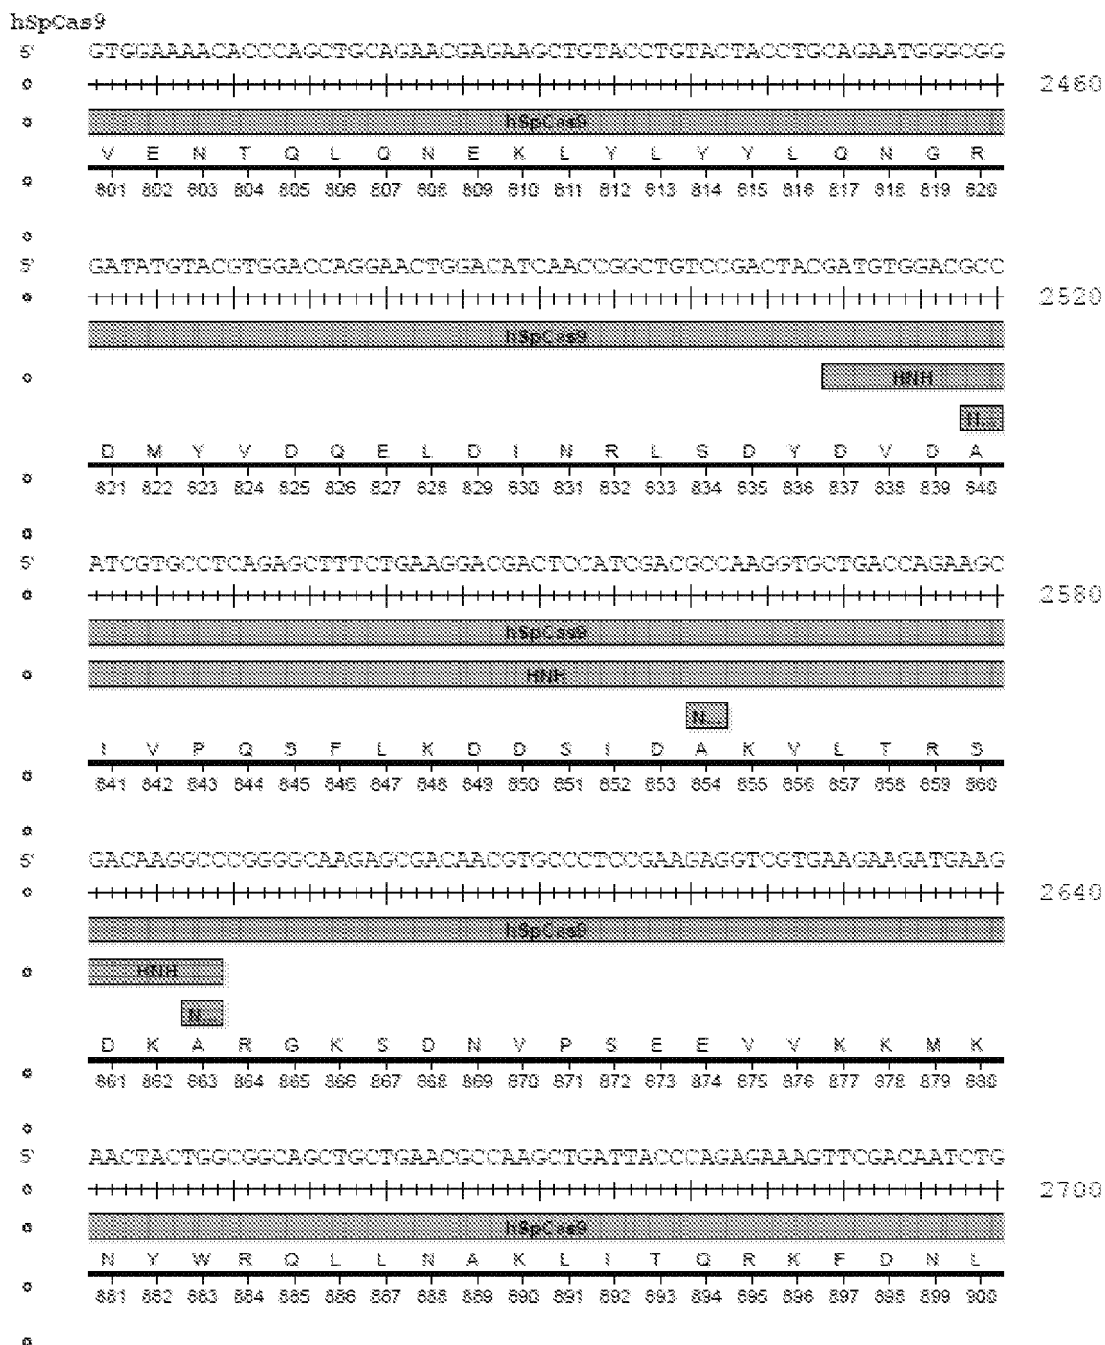 hSpCas9
5' GTGGAAAACACCCAGCTGCAGAACGAGAAGCTGTACCTGTACTACCTGCAGAATGGGCGG
2460
hSpCas9
V E N T Q L Q N E K L Y L Y Y L Q N G R
801 802 803 804 805 806 807 808 809 810 811 812 813 814 815 816 817 818 819 820
5' GATATGTACGTGGACCAGGAACTGGACATCAACCGGCTGTCCGACTACGATGTGGACGCC
2520
hSpCas9
HNH
H...
D M Y V D Q E L D I N R L S D Y D V D A
821 822 823 824 825 826 827 828 829 830 831 832 833 834 835 836 837 838 839 840
5' ATCGTGCCTCAGAGCTTTCTGAAGGACGACTCCATCGACGCCAAGGTGCTGACCAGAAGC
2580
hSpCas9
HNH
N...
I V P Q S F L K D D S I D A K V L T R S
841 842 843 844 845 846 847 848 849 850 851 852 853 854 855 856 857 858 859 860
5' GACAAGGCCCGGGGCAAGAGCGACAACGTGCCCTCCGAAGAGGTCGTGAAGAAGATGAAG
2640
hSpCas9
HNH
N...
D K A R G K S D N V P S E E V V K K M K
861 862 863 864 865 866 867 868 869 870 871 872 873 874 875 876 877 878 879 880
5' AACTACTGGCGGCAGCTGCTGAACGCCAAGCTGATTACCCAGAGAAAGTTCGACAATCTG
2700
hSpCas9
N Y W R Q L L N A K L I T Q R K F D N L
881 882 883 884 885 886 887 888 889 890 891 892 893 894 895 896 897 898 899 900